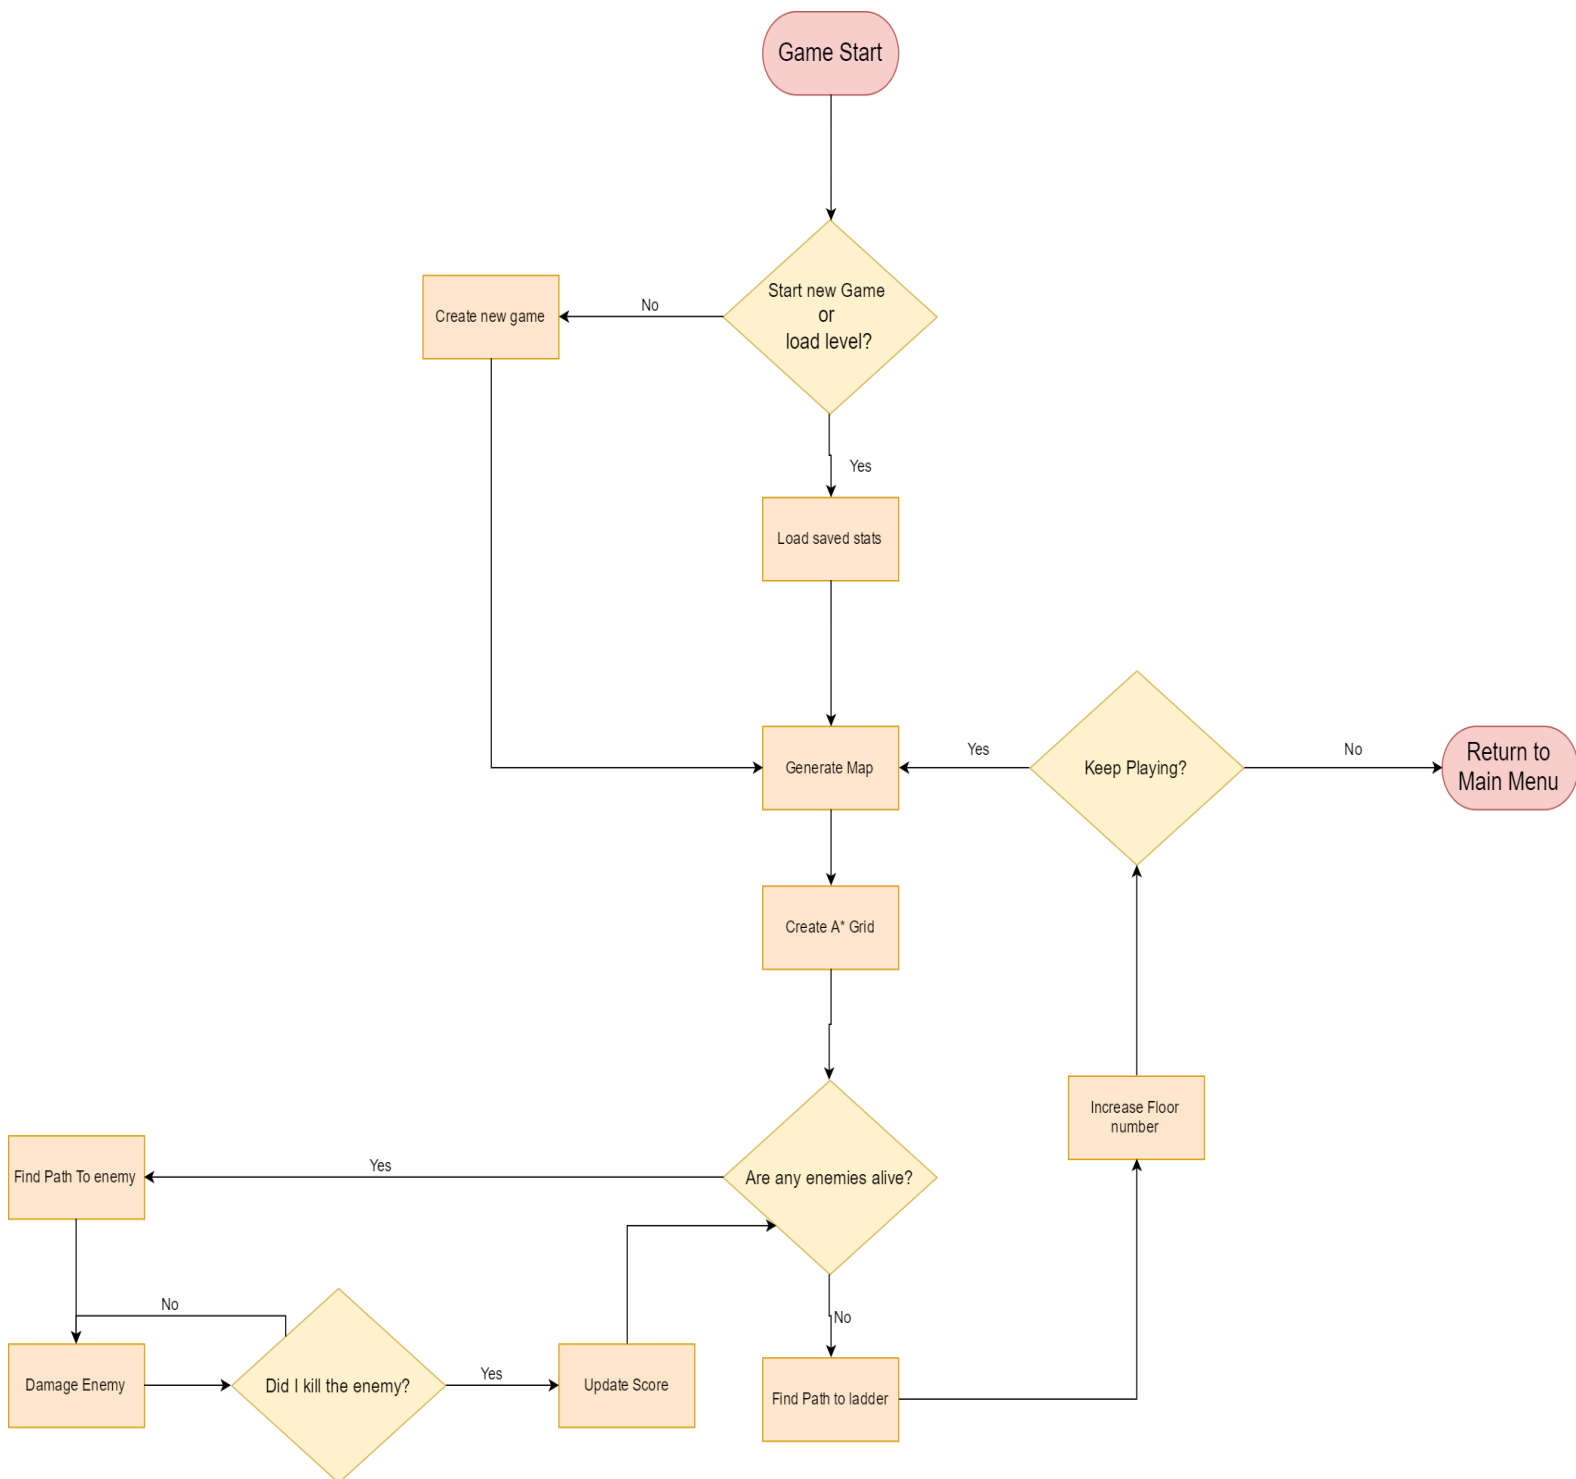 Game Start
Start new Game
or
load level?
No
Create new game
Yes
Load saved stats
Generate Map
Yes
Keep Playing?
No
Return to
Main Menu
Create A* Grid
Increase Floor
number
Are any enemies alive?
Yes
Find Path To enemy
No
Damage Enemy
Did I kill the enemy?
Yes
Update Score
No
Find Path to ladder